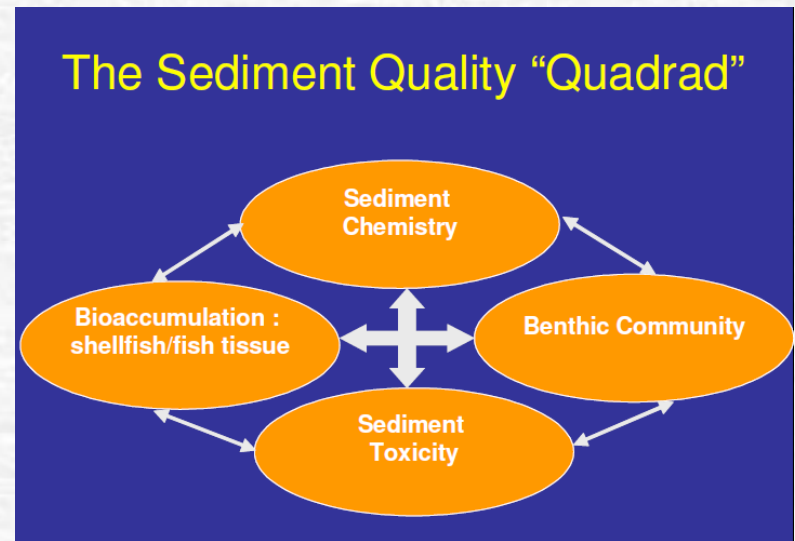 The Sediment Quality “Quadrad”
Sediment
Chemistry
Bioaccumulation :
shellfish/fish tissue
Benthic Community
Sediment
Toxicity